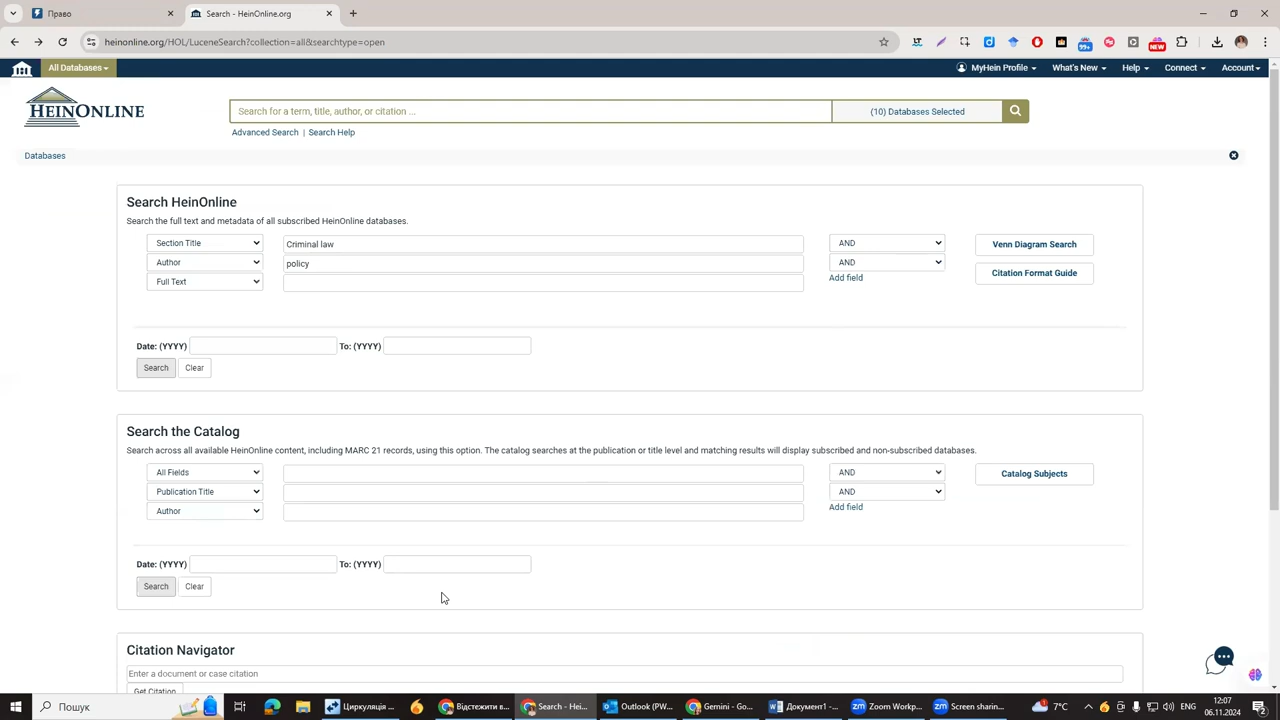 Право
Search - HeinOnline.org
heinonline.org/HOL/LuceneSearch?collection=all&searchtype=open
99+
NEW
All Databases
MyHein Profile
What's New
Help
Connect
Account
HEINONLINE
Search for a term, title, author, or citation ...
(10) Databases Selected
Advanced Search | Search Help
Databases
Search HeinOnline
Search the full text and metadata of all subscribed HeinOnline databases.
Section Title
Criminal law
AND
Venn Diagram Search
Author
policy
AND
Citation Format Guide
Full Text
Add field
Date: (YYYY)
To: (YYYY)
Search
Clear
Search the Catalog
Search across all available HeinOnline content, including MARC 21 records, using this option. The catalog searches at the publication or title level and matching results will display subscribed and non-subscribed databases.
All Fields
AND
Catalog Subjects
Publication Title
AND
Author
Add field
Date: (YYYY)
To: (YYYY)
Search
Clear
Citation Navigator
Enter a document or case citation
Get Citation
Пошук
Циркуляція ...
Відстежити в...
Search - Hei...
Outlook (PW...
Gemini - Go...
Документ1 - ...
Zoom Workp...
Screen sharin...
7°C
ENG
12:07
06.11.2024